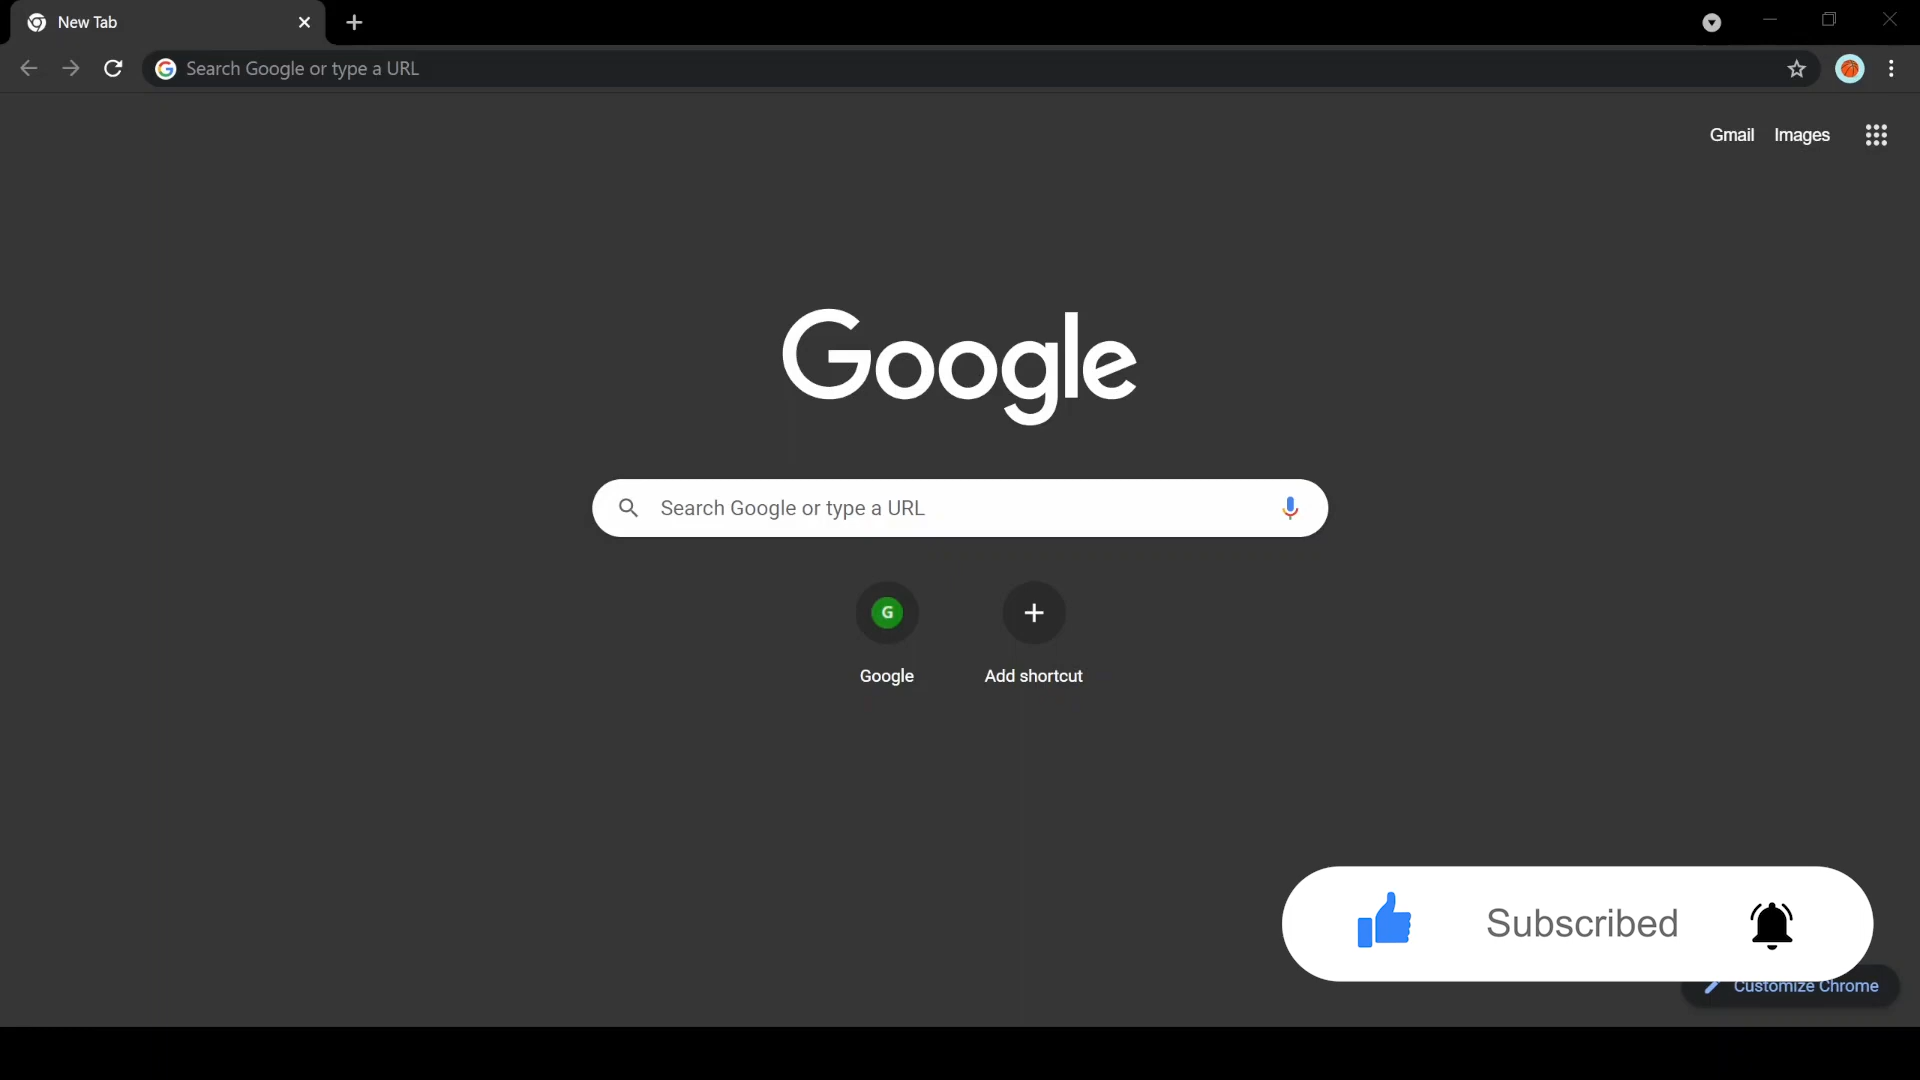 New Tab
Search Google or type a URL
Gmail Images
Google
Search Google or type a URL
G
Google Add shortcut
Subscribed
Customize Chrome